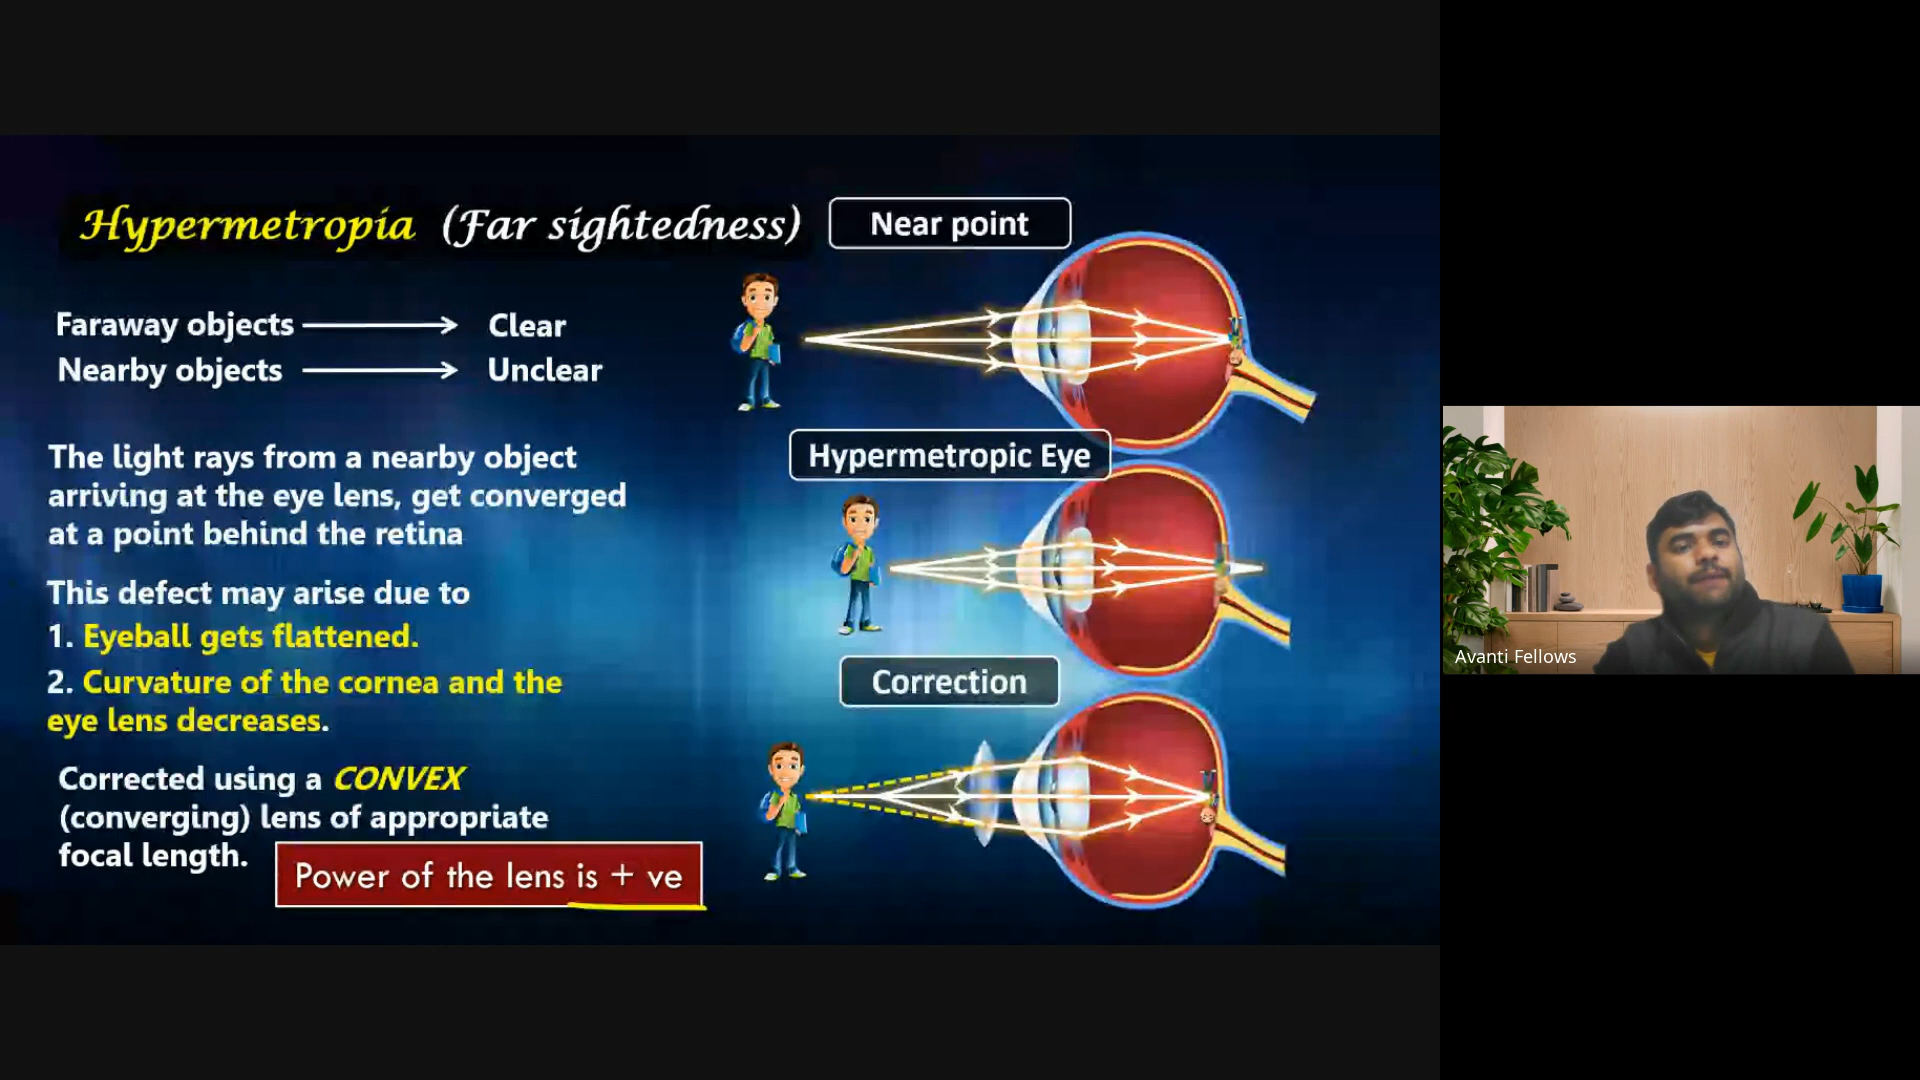 Hypermetropia (Far sightedness)
Near point
Faraway objects Clear
Nearby objects Unclear
The light rays from a nearby object
arriving at the eye lens, get converged
at a point behind the retina
Hypermetropic Eye
This defect may arise due to
1. Eyeball gets flattened.
2. Curvature of the cornea and the
eye lens decreases.
Correction
Corrected using a CONVEX
(converging) lens of appropriate
focal length.
Power of the lens is + ve
Avanti Fellows